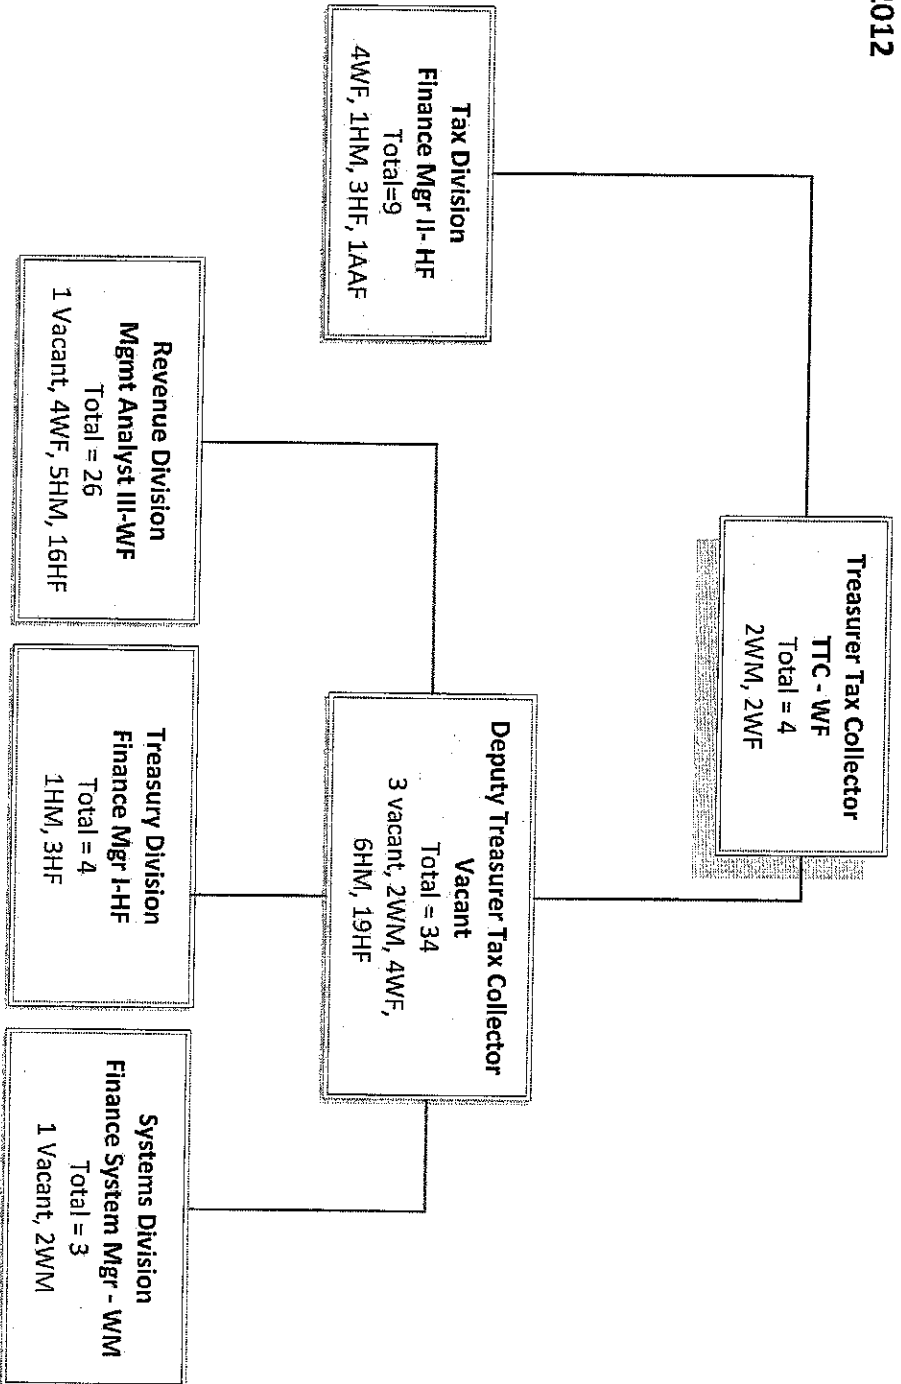 2012
Treasurer Tax Collector
TTC - WF
Total = 4
2WM, 2WF
Tax Division
Finance Mgr II- HF
Total=9
4WF, 1HM, 3HF, 1AAF
Deputy Treasurer Tax Collector
Vacant
Total = 34
3 vacant, 2WM, 4WF,
6HM, 19HF
Revenue Division
Mgmt Analyst III-WF
Total = 26
1 Vacant, 4WF, 5HM, 16HF
Treasury Division
Finance Mgr I-HF
Total = 4
1HM, 3HF
Systems Division
Finance System Mgr - WM
Total = 3
1 Vacant, 2WM